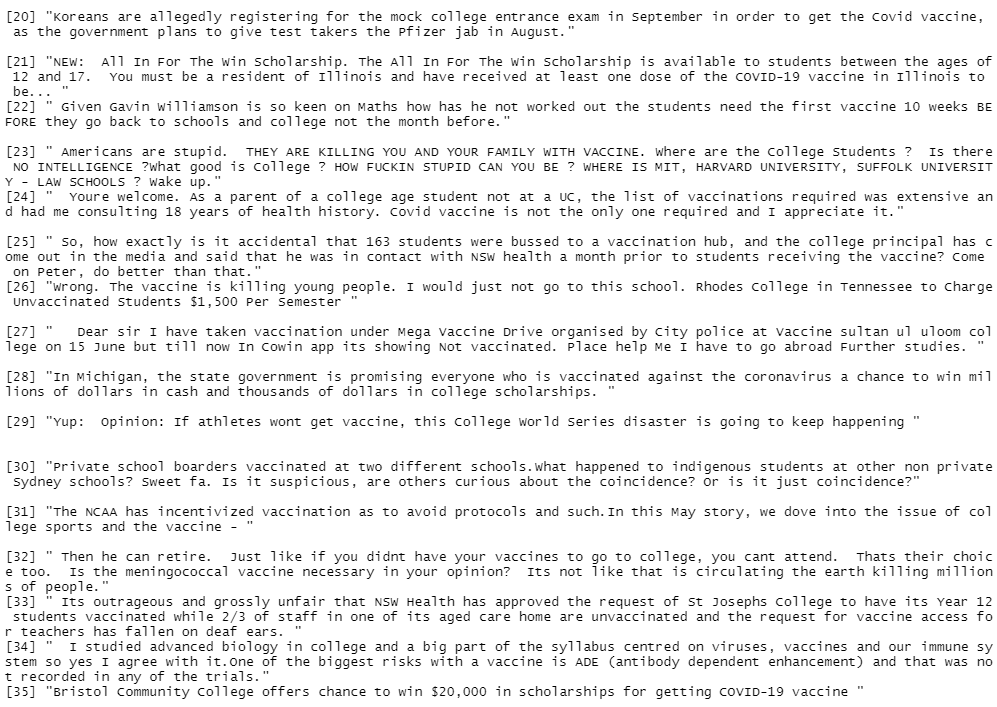 [20] "Koreans are allegedly registering for the mock college entrance exam in September in order to get the Covid vaccine,
as the government plans to give test takers the Pfizer jab in August."
[21] "NEW:  All In For The Win Scholarship. The All In For The Win Scholarship is available to students between the ages of
12 and 17.  You must be a resident of Illinois and have received at least one dose of the COVID-19 vaccine in Illinois to
be... "
[22] " Given Gavin Williamson is so keen on Maths how has he not worked out the students need the first vaccine 10 weeks BE
FORE they go back to schools and college not the month before."
[23] " Americans are stupid.  THEY ARE KILLING YOU AND YOUR FAMILY WITH VACCINE. Where are the College Students ?  Is there
NO INTELLIGENCE ?What good is College ? HOW FUCKIN STUPID CAN YOU BE ? WHERE IS MIT, HARVARD UNIVERSITY, SUFFOLK UNIVERSIT
Y - LAW SCHOOLS ? Wake up."
[24] "  Youre welcome. As a parent of a college age student not at a UC, the list of vaccinations required was extensive an
d had me consulting 18 years of health history. Covid vaccine is not the only one required and I appreciate it."
[25] " So, how exactly is it accidental that 163 students were bussed to a vaccination hub, and the college principal has c
ome out in the media and said that he was in contact with NSW health a month prior to students receiving the vaccine? Come
on Peter, do better than that."
[26] "Wrong. The vaccine is killing young people. I would just not go to this school. Rhodes College in Tennessee to Charge
Unvaccinated Students $1,500 Per Semester "
[27] "   Dear sir I have taken vaccination under Mega Vaccine Drive organised by City police at Vaccine sultan ul uloom col
lege on 15 June but till now In Cowin app its showing Not vaccinated. Place help Me I have to go abroad Further studies. "
[28] "In Michigan, the state government is promising everyone who is vaccinated against the coronavirus a chance to win mil
lions of dollars in cash and thousands of dollars in college scholarships. "
[29] "Yup:  Opinion: If athletes wont get vaccine, this College World Series disaster is going to keep happening "
[30] "Private school boarders vaccinated at two different schools.What happened to indigenous students at other non private
Sydney schools? Sweet fa. Is it suspicious, are others curious about the coincidence? Or is it just coincidence?"
[31] "The NCAA has incentivized vaccination as to avoid protocols and such.In this May story, we dove into the issue of col
lege sports and the vaccine - "
[32] " Then he can retire.  Just like if you didnt have your vaccines to go to college, you cant attend.  Thats their choic
e too.  Is the meningococcal vaccine necessary in your opinion?  Its not like that is circulating the earth killing million
s of people."
[33] " Its outrageous and grossly unfair that NSW Health has approved the request of St Josephs College to have its Year 12
students vaccinated while 2/3 of staff in one of its aged care home are unvaccinated and the request for vaccine access fo
r teachers has fallen on deaf ears. "
[34] "  I studied advanced biology in college and a big part of the syllabus centred on viruses, vaccines and our immune sy
stem so yes I agree with it.One of the biggest risks with a vaccine is ADE (antibody dependent enhancement) and that was no
t recorded in any of the trials."
[35] "Bristol Community College offers chance to win $20,000 in scholarships for getting COVID-19 vaccine "